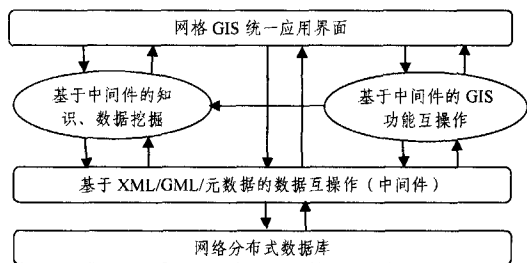 网格 GIS 统一应用界面
基于中间件的知
识、数据挖掘
基于中间件的 GIS
功能互操作
基于 XML/GML/元数据的数据互操作（中间件）
网络分布式数据库